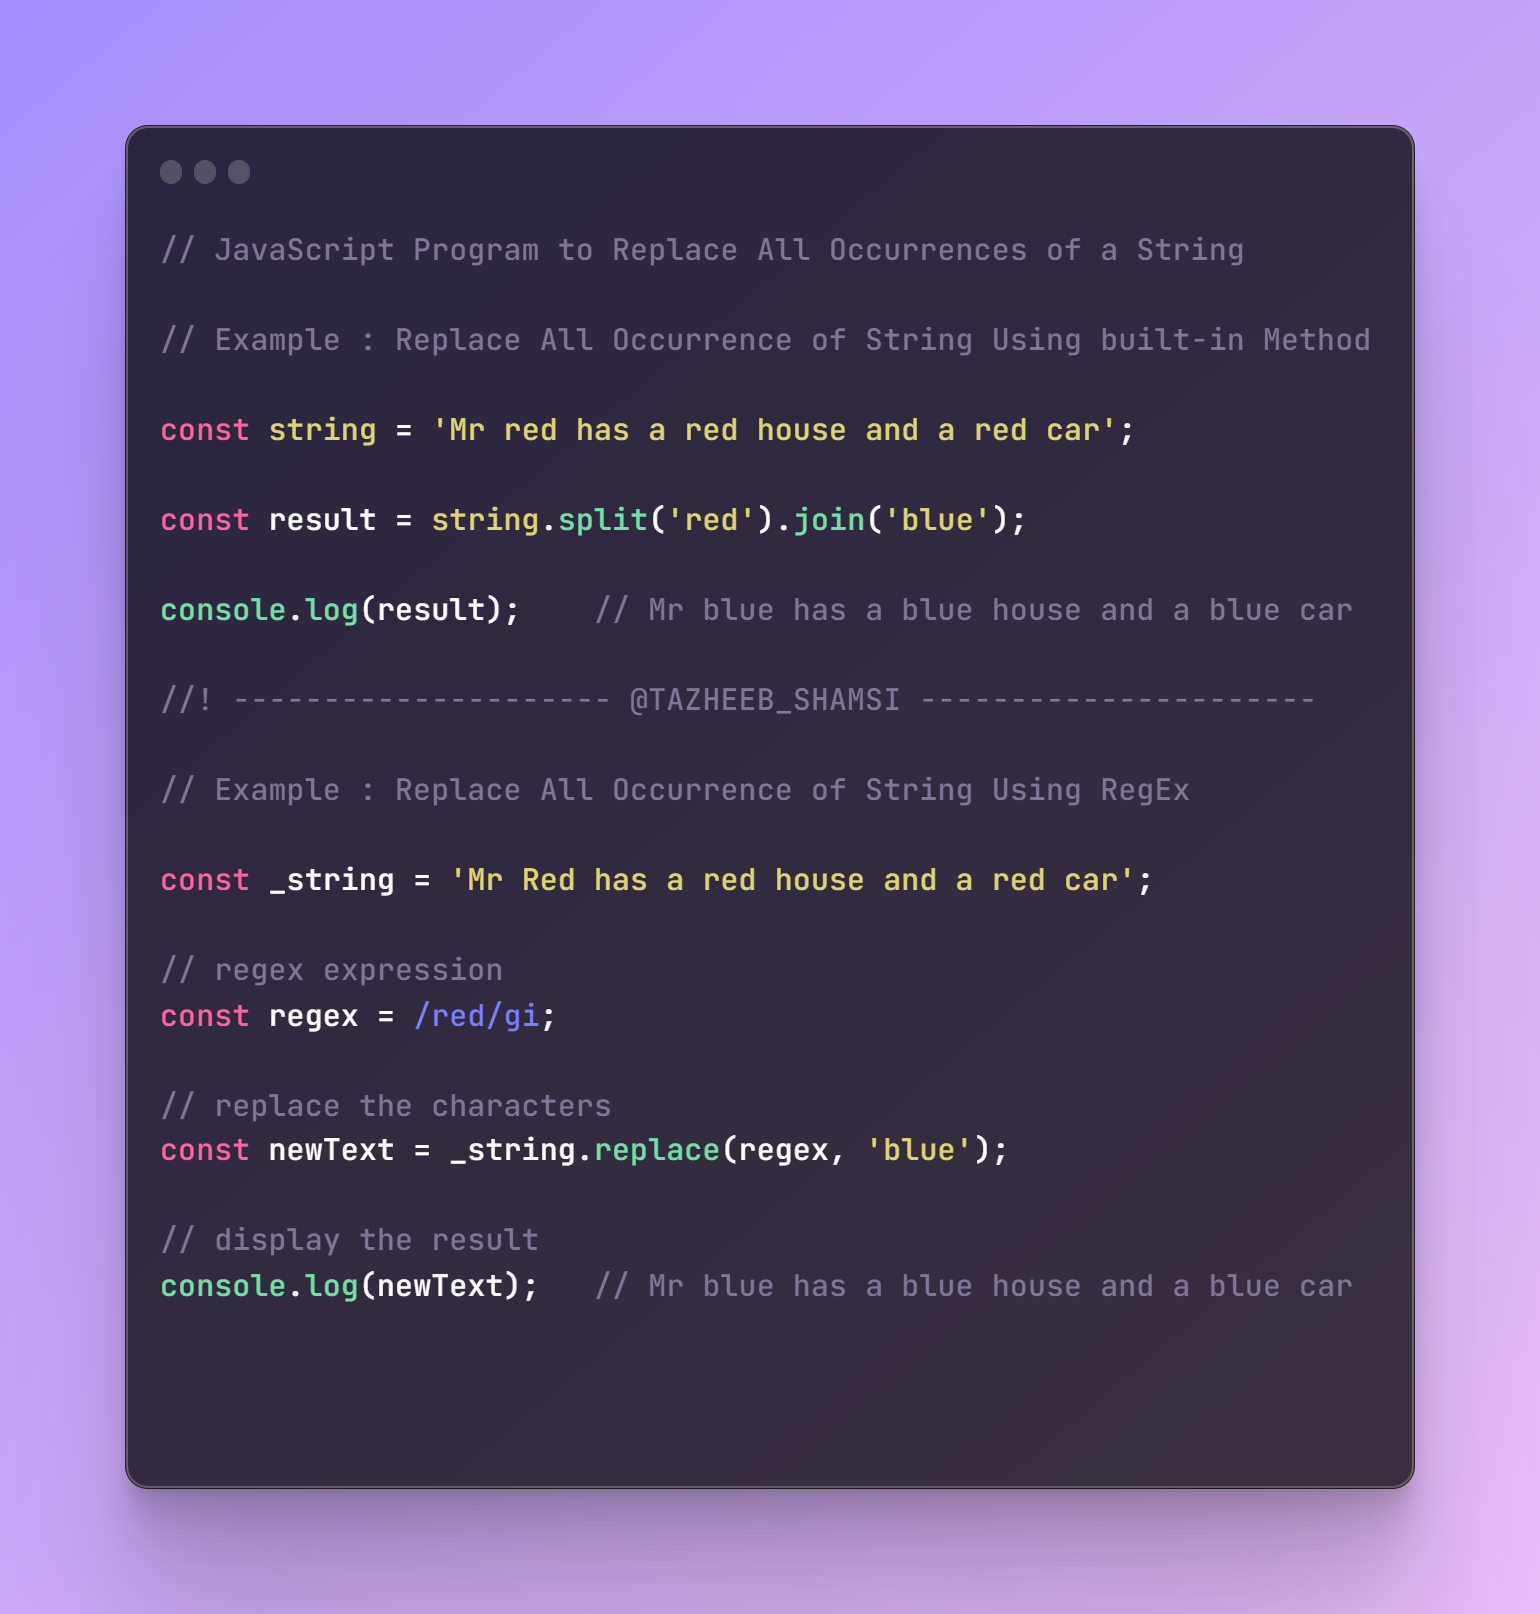 // JavaScript Program to Replace All Occurrences of a String
// Example : Replace All Occurrence of String Using built-in Method
const string = 'Mr red has a red house and a red car';
const result = string.split('red').join('blue');
console.log(result);    // Mr blue has a blue house and a blue car
//! --------------------- @TAZHEEB_SHAMSI ----------------------
// Example : Replace All Occurrence of String Using RegEx
const _string = 'Mr Red has a red house and a red car';
// regex expression
const regex = /red/gi;
// replace the characters
const newText = _string.replace(regex, 'blue');
// display the result
console.log(newText);   // Mr blue has a blue house and a blue car